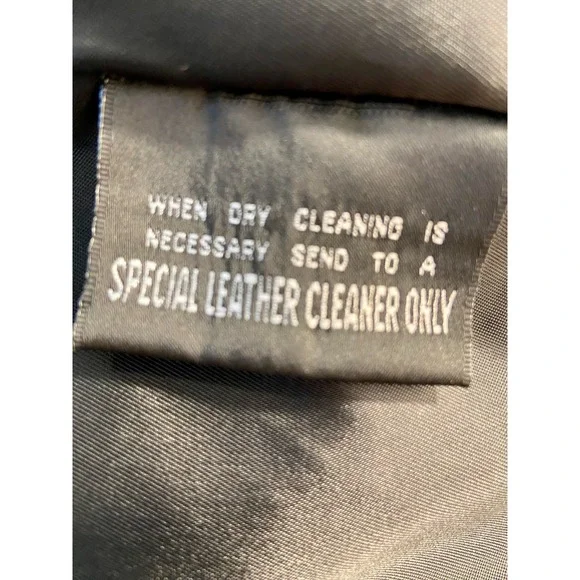 WHEN DRY CLEANING IS
NECESSARY SEND TO A
SPECIAL LEATHER CLEANER ONLY